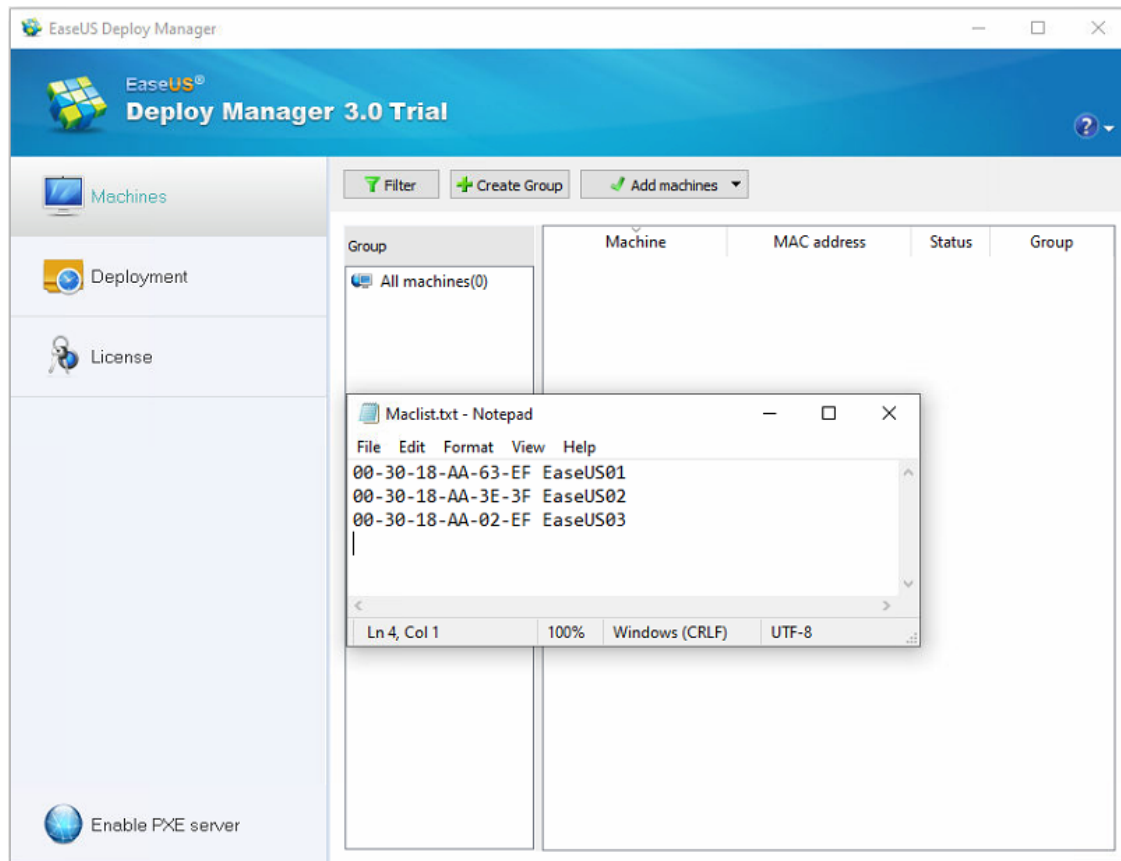 EaseUS Deploy Manager
EaseUS®
Deploy Manager 3.0 Trial
Machines
Deployment
License
Enable PXE server
Filter
Create Group
Add machines
Group
All machines(0)
Machine MAC address Status Group
Maclist.txt - Notepad
File Edit Format View Help
00-30-18-AA-63-EF EaseUS01
00-30-18-AA-3E-3F EaseUS02
00-30-18-AA-02-EF EaseUS03
Ln 4, Col 1 100% Windows (CRLF) UTF-8